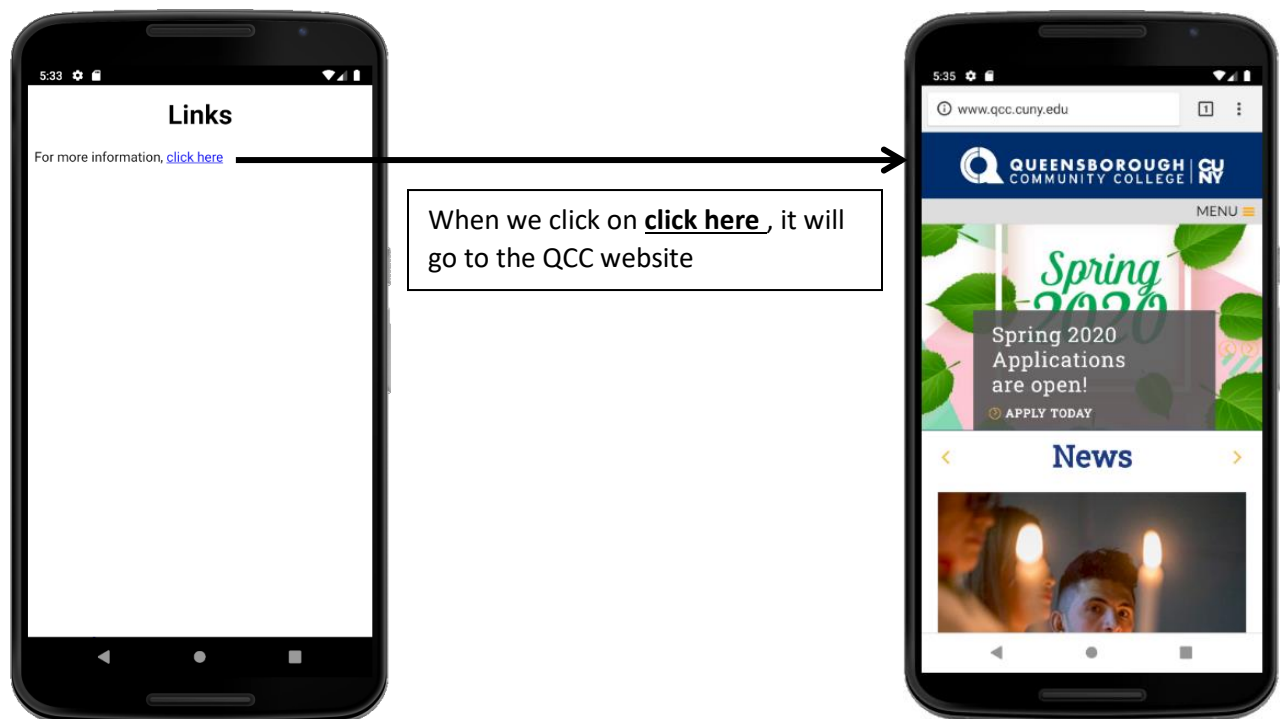 5:33
Links
For more information, click here
When we click on click here , it will
go to the QCC website
5:35
www.qcc.cuny.edu
1
QUEENSBOROUGH
COMMUNITY COLLEGE
CU
NY
MENU
Spring
2020
Spring 2020
Applications
are open!
APPLY TODAY
News